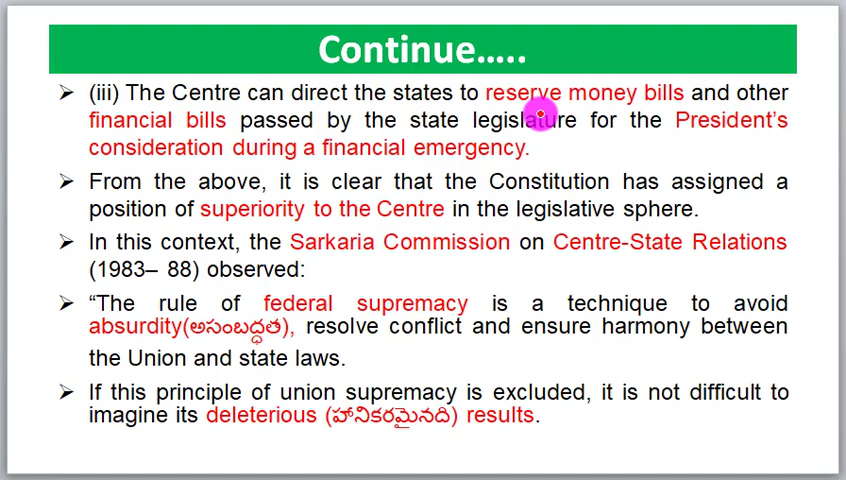 Continue…..
➢ (iii) The Centre can direct the states to reserve money bills and other
financial bills passed by the state legislature for the President’s
consideration during a financial emergency.
➢ From the above, it is clear that the Constitution has assigned a
position of superiority to the Centre in the legislative sphere.
➢ In this context, the Sarkaria Commission on Centre-State Relations
(1983– 88) observed:
➢ “The rule of federal supremacy is a technique to avoid
absurdity(అసంబద్ధత), resolve conflict and ensure harmony between
the Union and state laws.
➢ If this principle of union supremacy is excluded, it is not difficult to
imagine its deleterious (హానికరమైనది) results.